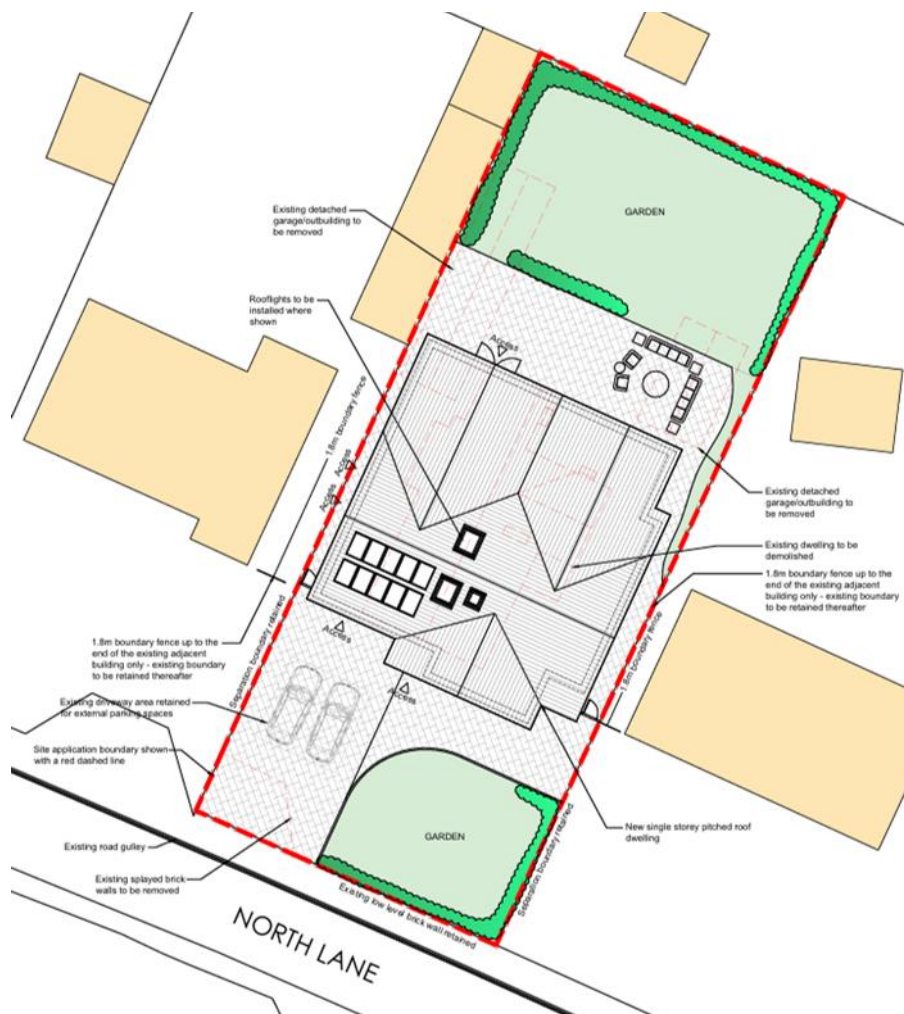 GARDEN
Existing detached
garage/outbuilding to
be removed
Rooflights to be
installed where
shown
Access
1.8m boundary fence
Access
Access
Existing detached
garage/outbuilding to
be removed
Existing dwelling to be
demolished
1.8m boundary fence up to the
end of the existing adjacent
building only - existing boundary
to be retained thereafter
1.8m boundary fence up to the
end of the existing adjacent
building only - existing boundary
to be retained thereafter
Separation boundary retained
Access
Access
1.8m boundary fence
Existing driveway area retained
for external parking spaces
Site application boundary shown
with a red dashed line
New single storey pitched roof
dwelling
GARDEN
Separation boundary retained
Existing road gulley
Existing splayed brick
walls to be removed
Existing low level brick wall retained
NORTH LANE